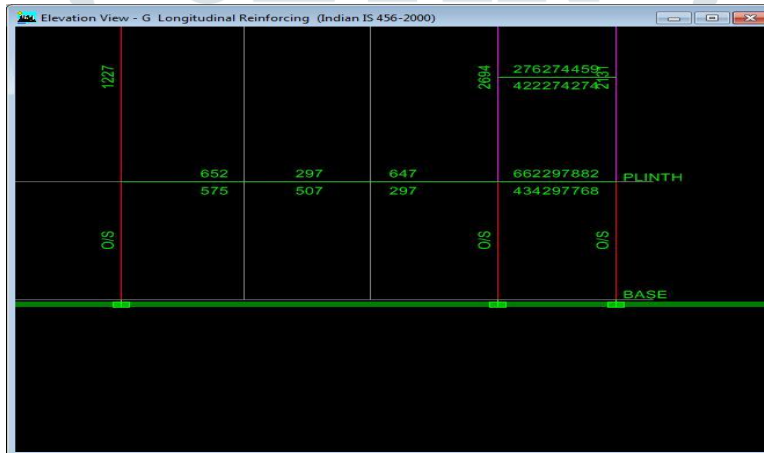 Elevation View - G Longitudinal Reinforcing (Indian IS 456-2000)
1227
2694
276274459
2131
422274274
652 297 647 662297882 PLINTH
575 507 297 434297768
O/S O/S O/S
BASE